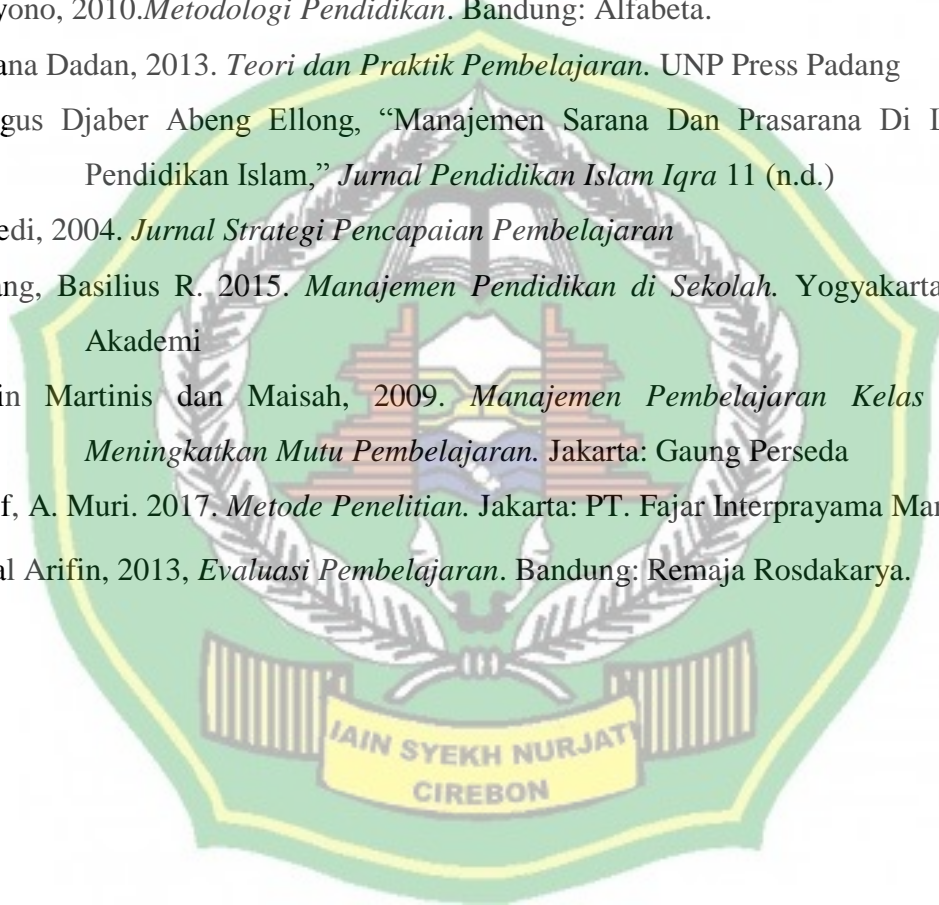 yono, 2010.Metodologi Pendidikan. Bandung: Alfabeta.
ana Dadan, 2013. Teori dan Praktik Pembelajaran. UNP Press Padang
gus Djaber Abeng Ellong, “Manajemen Sarana Dan Prasarana Di L
Pendidikan Islam,” Jurnal Pendidikan Islam Iqra 11 (n.d.)
edi, 2004. Jurnal Strategi Pencapaian Pembelajaran
ang, Basilius R. 2015. Manajemen Pendidikan di Sekolah. Yogyakarta
Akademi
in Martinis dan Maisah, 2009. Manajemen Pembelajaran Kelas
Meningkatkan Mutu Pembelajaran. Jakarta: Gaung Perseda
f, A. Muri. 2017. Metode Penelitian. Jakarta: PT. Fajar Interprayama Man
al Arifin, 2013, Evaluasi Pembelajaran. Bandung: Remaja Rosdakarya.
IAIN SYEKH NURJATI
CIREBON